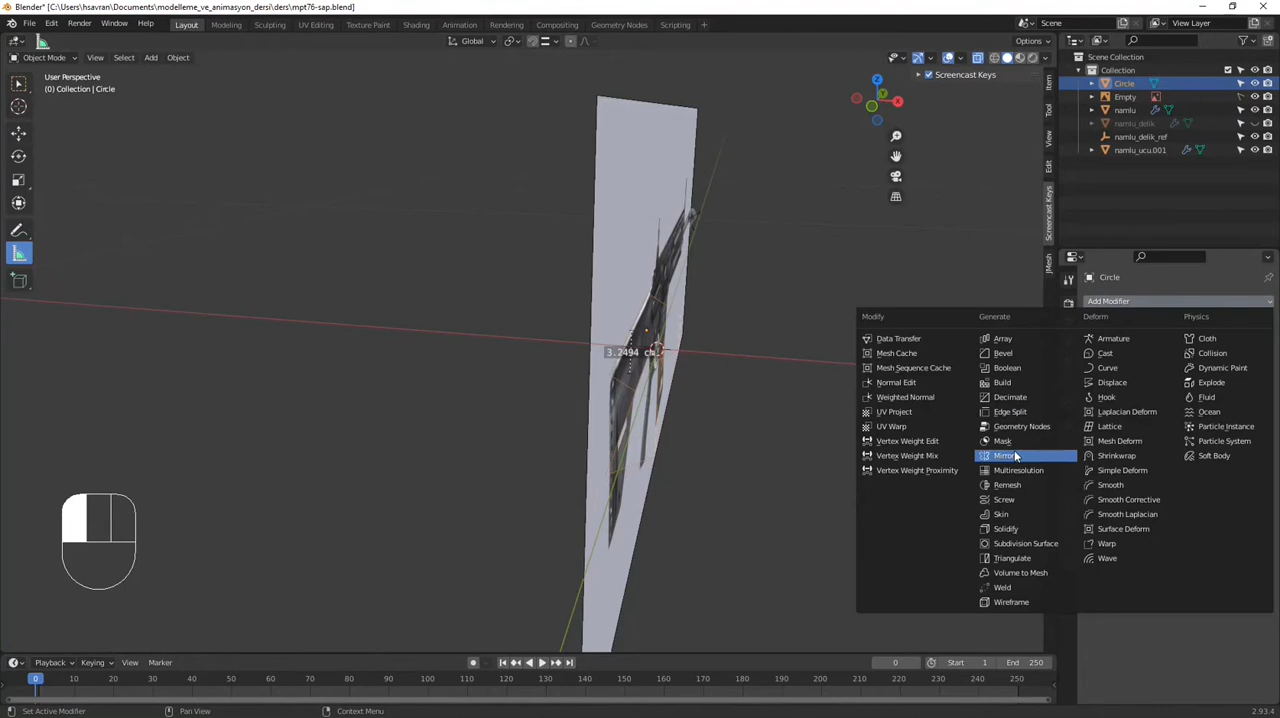 Blender* [C:\Users\hsavran\Documents\modelleme_ve_animasyon_dersi\ders\mpt76-sap.blend]
File Edit Render Window Help Layout Modeling Sculpting UV Editing Texture Paint Shading Animation Rendering Compositing Geometry Nodes Scripting + Scene View Layer
Global Options
Object Mode View Select Add Object
User Perspective
(0) Collection | Circle
Screencast Keys
Z
Y
X
3.2494 cm
Item
Tool
View
Edit
Screencast Keys
JMesh
Scene Collection
Collection
Circle
Empty
namlu
namlu_delik
namlu_delik_ref
namlu_ucu.001
Circle
Add Modifier
Modify Generate Deform Physics
Data Transfer Array Armature Cloth
Mesh Cache Bevel Cast Collision
Mesh Sequence Cache Boolean Curve Dynamic Paint
Normal Edit Build Displace Explode
Weighted Normal Decimate Hook Fluid
UV Project Edge Split Laplacian Deform Ocean
UV Warp Geometry Nodes Lattice Particle Instance
Vertex Weight Edit Mask Mesh Deform Particle System
Vertex Weight Mix Mirror Shrinkwrap Soft Body
Vertex Weight Proximity Multiresolution Simple Deform
Remesh Smooth
Screw Smooth Corrective
Skin Smooth Laplacian
Solidify Surface Deform
Subdivision Surface Warp
Triangulate Wave
Volume to Mesh
Weld
Wireframe
Playback Keying View Marker 0 Start 1 End 250
0 10 20 30 40 50 60 70 80 90 100 110 120 130 140 150 160 170 180 190 200 210 220 230 240 250
Set Active Modifier Pan View Context Menu 2.93.4